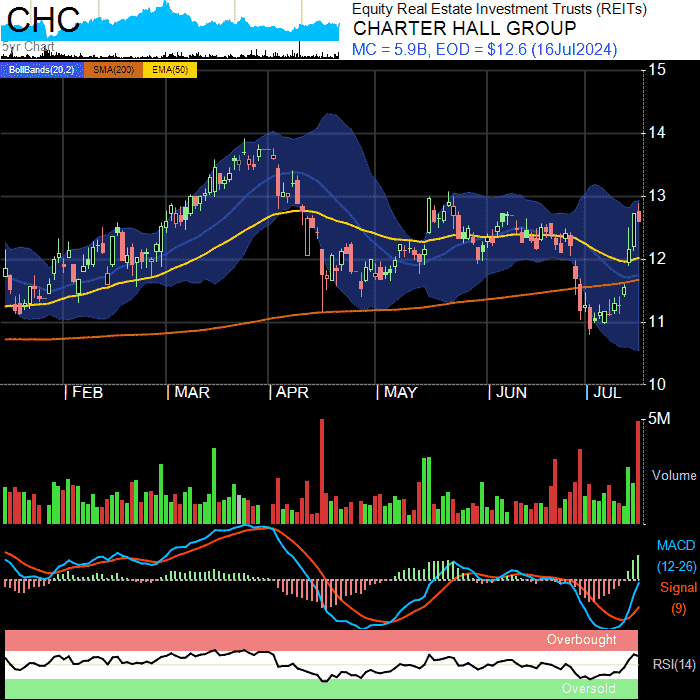 CHC
Equity Real Estate Investment Trusts (REITs)
CHARTER HALL GROUP
5yr Chart
MC = 5.9B, EOD = $12.6 (16Jul2024)
BollBands(20,2) SMA(200) EMA(50)
15
14
13
12
11
10
FEB MAR APR MAY JUN JUL
5M
Volume
MACD
(12-26)
Signal
(9)
Overbought
RSI(14)
Oversold